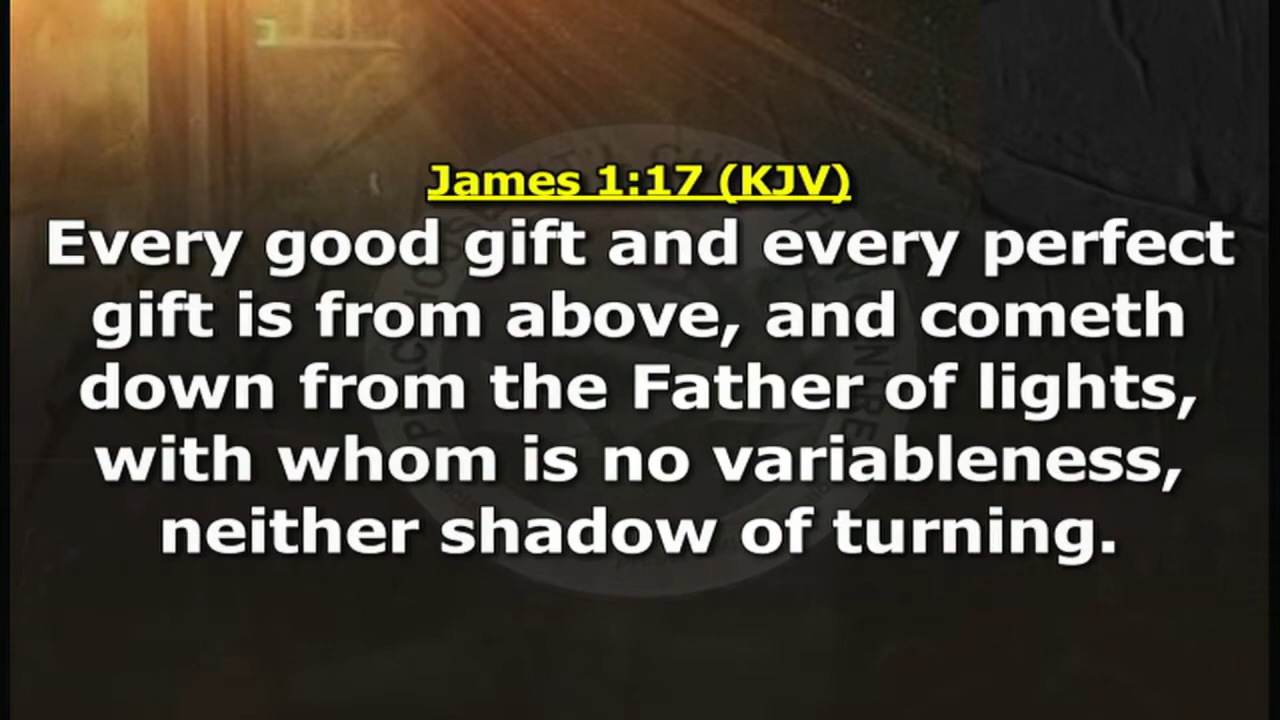 James 1:17 (KJV)
Every good gift and every perfect
gift is from above, and cometh
down from the Father of lights,
with whom is no variableness,
neither shadow of turning.